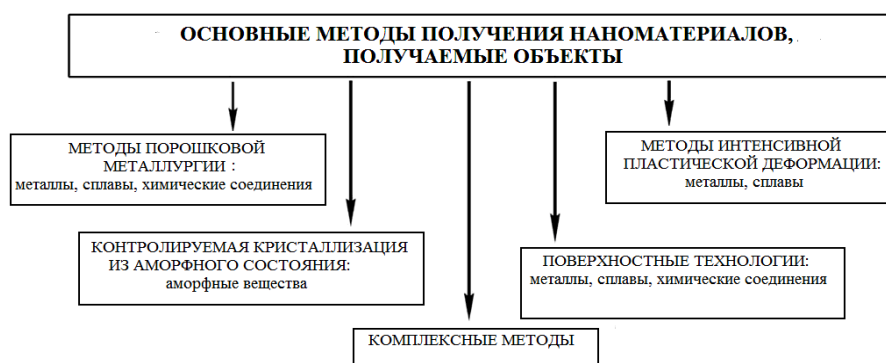 ОСНОВНЫЕ МЕТОДЫ ПОЛУЧЕНИЯ НАНОМАТЕРИАЛОВ,
ПОЛУЧАЕМЫЕ ОБЪЕКТЫ
МЕТОДЫ ПОРОШКОВОЙ
МЕТАЛЛУРГИИ :
металлы, сплавы, химические соединения
МЕТОДЫ ИНТЕНСИВНОЙ
ПЛАСТИЧЕСКОЙ ДЕФОРМАЦИИ:
металлы, сплавы
КОНТРОЛИРУЕМАЯ КРИСТАЛЛИЗАЦИЯ
ИЗ АМОРФНОГО СОСТОЯНИЯ:
аморфные вещества
ПОВЕРХНОСТНЫЕ ТЕХНОЛОГИИ:
металлы, сплавы, химические соединения
КОМПЛЕКСНЫЕ МЕТОДЫ